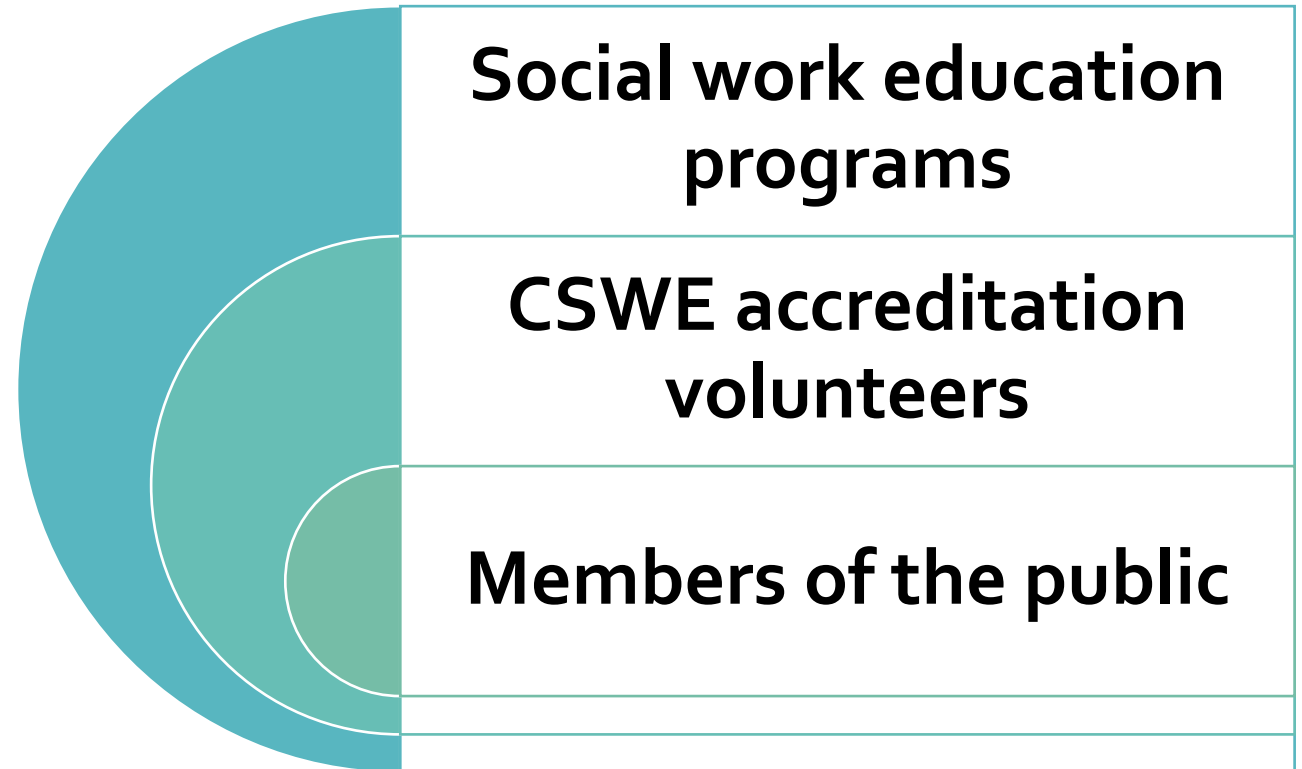 Social work education
programs
CSWE accreditation
volunteers
Members of the public